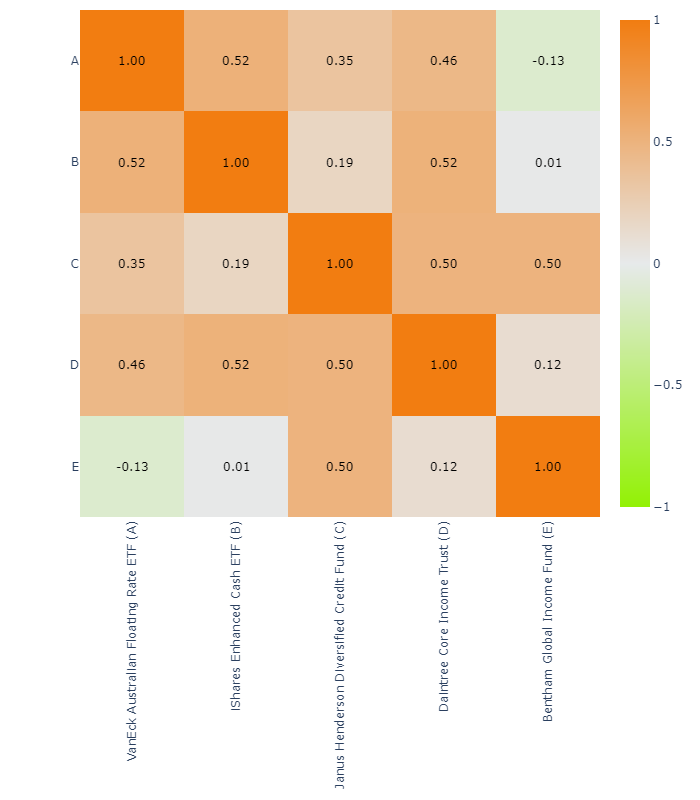 1
A 1.00 0.52 0.35 0.46 -0.13
0.5
B 0.52 1.00 0.19 0.52 0.01
C 0.35 0.19 1.00 0.50 0.50
0
D 0.46 0.52 0.50 1.00 0.12
−0.5
E -0.13 0.01 0.50 0.12 1.00
−1
VanEck Australian Floating Rate ETF (A)
iShares Enhanced Cash ETF (B)
Janus Henderson Diversified Credit Fund (C)
Daintree Core Income Trust (D)
Bentham Global Income Fund (E)